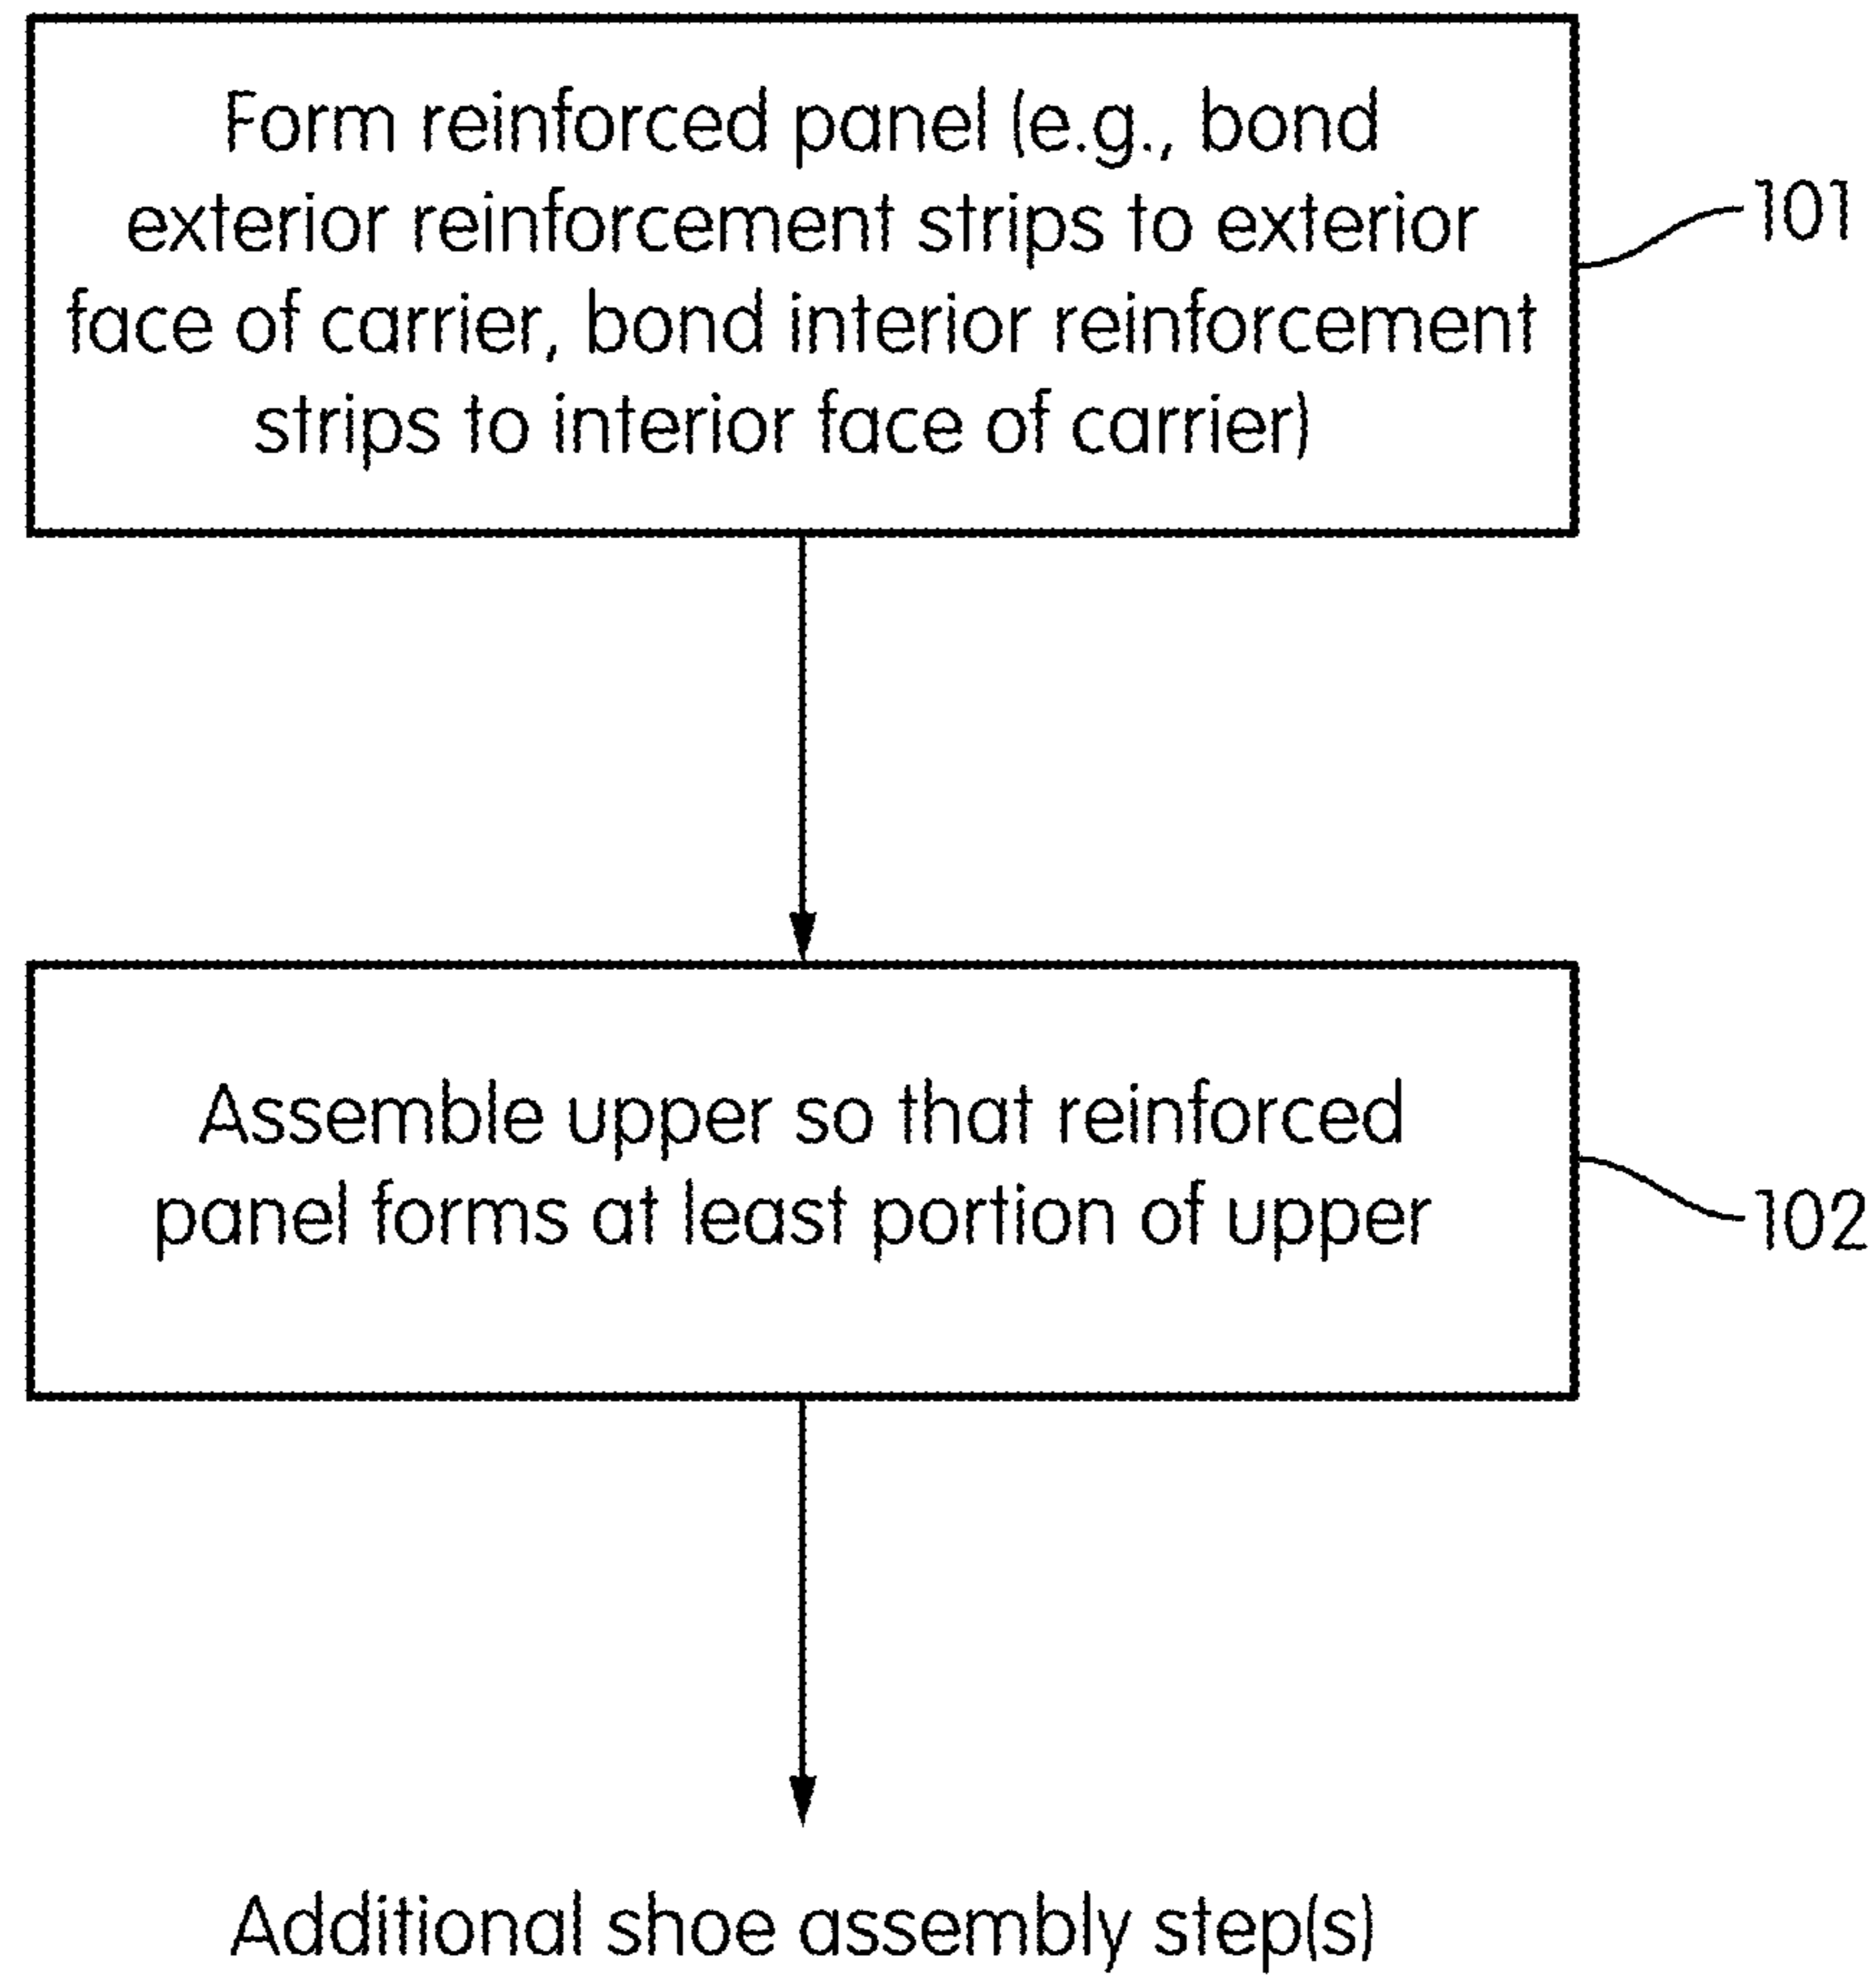 Form reinforced panel (e.g., bond
exterior reinforcement strips to exterior
face of carrier, bond interior reinforcement
strips to interior face of carrier)
101
Assemble upper so that reinforced
panel forms at least portion of upper
102
Additional shoe assembly step(s)